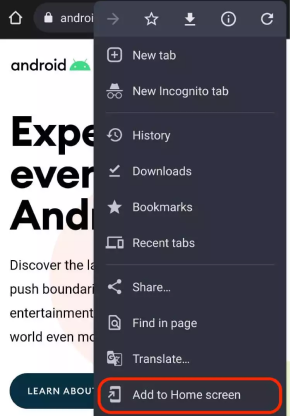 androi
New tab
android
New Incognito tab
Expe
ever
Andr
History
Downloads
Bookmarks
Recent tabs
Discover the la
push boundari
entertainment
world even mo
Share...
Find in page
Translate...
LEARN ABOU
Add to Home screen